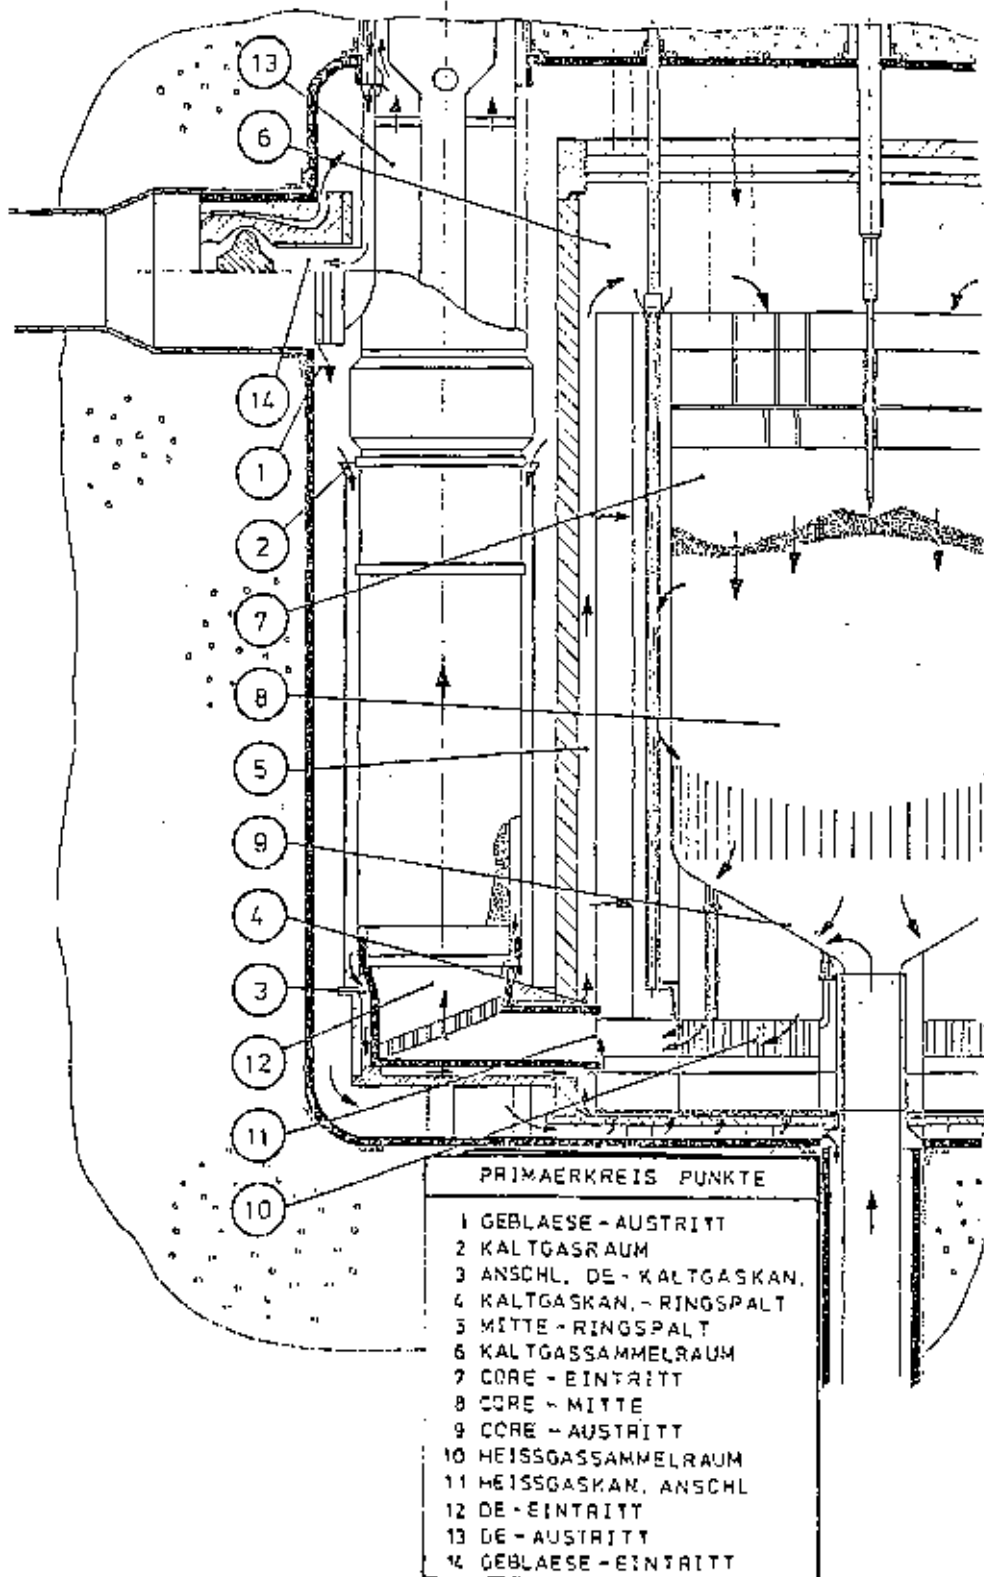 13
6
14
1
2
7
8
5
9
4
3
12
11
10
PRIMAERKREIS PUNKTE
1 GEBLAESE-AUSTRITT
2 KALTGASRAUM
3 ANSCHL. DE-KALTGASKAN.
4 KALTGASKAN.-RINGSPALT
5 MITTE-RINGSPALT
6 KALTGASSAMMELRAUM
7 CORE-EINTRITT
8 CORE-MITTE
9 CORE-AUSTRITT
10 HEISSGASSAMMELRAUM
11 HEISSGASKAN. ANSCHL
12 DE-EINTRITT
13 DE-AUSTRITT
14 GEBLAESE-EINTRITT